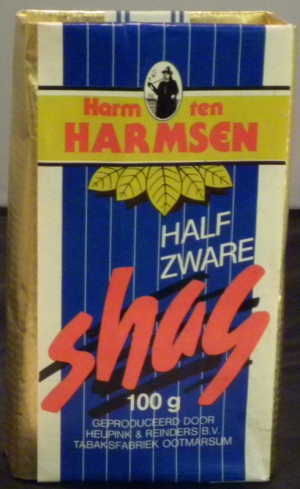 Harm ten
HARMSEN
HALF
ZWARE
shag
100 g
GEPRODUCEERD DOOR
HEUPINK & REINDERS B.V.
TABAKSFABRIEK OOTMARSUM